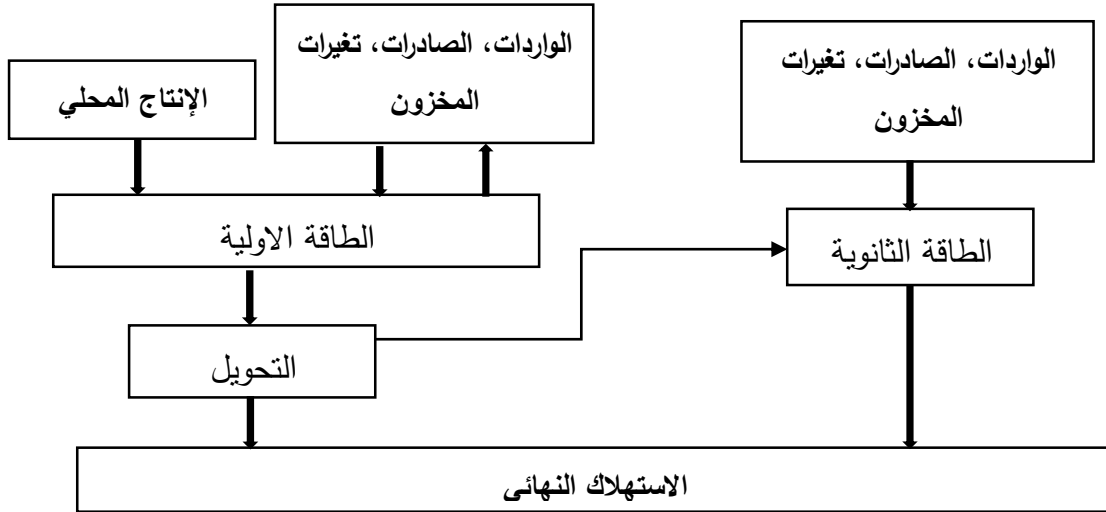 الواردات، الصادرات، تغيرات
المخزون
الواردات، الصادرات، تغيرات
المخزون
الإنتاج المحلي
الطاقة الاولية
الطاقة الثانوية
التحويل
الاستهلاك النهائي